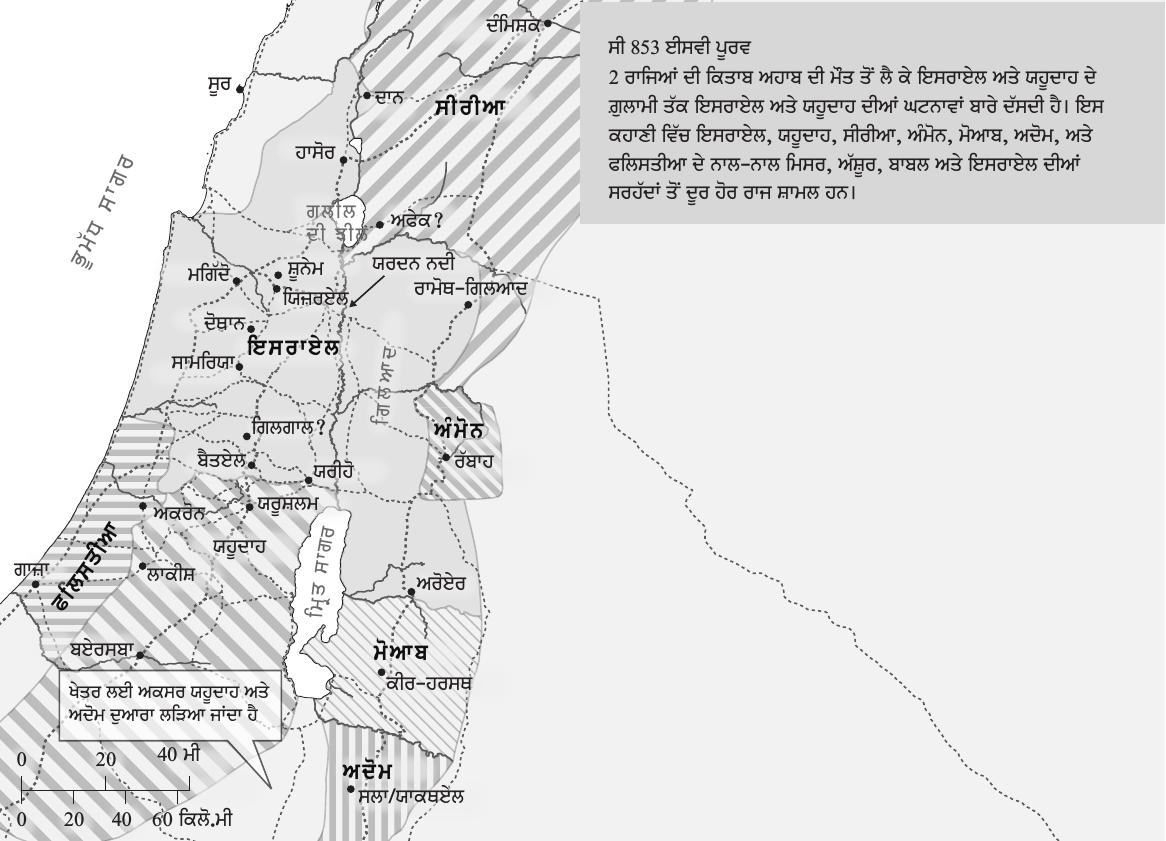 ਸੀ 853 ਈਸਵੀ ਪੂਰਵ
2 ਰਾਜਿਆਂ ਦੀ ਕਿਤਾਬ ਅਹਾਬ ਦੀ ਮੌਤ ਤੋਂ ਲੈ ਕੇ ਇਸਰਾਏਲ ਅਤੇ ਯਹੂਦਾਹ ਦੇ
ਗੁਲਾਮੀ ਤੱਕ ਇਸਰਾਏਲ ਅਤੇ ਯਹੂਦਾਹ ਦੀਆਂ ਘਟਨਾਵਾਂ ਬਾਰੇ ਦੱਸਦੀ ਹੈ। ਇਸ
ਕਹਾਣੀ ਵਿੱਚ ਇਸਰਾਏਲ, ਯਹੂਦਾਹ, ਸੀਰੀਆ, ਅੰਮੋਨ, ਮੋਆਬ, ਅਦੋਮ, ਅਤੇ
ਫਲਿਸਤੀਆ ਦੇ ਨਾਲ-ਨਾਲ ਮਿਸਰ, ਅੱਸ਼ੂਰ, ਬਾਬਲ ਅਤੇ ਇਸਰਾਏਲ ਦੀਆਂ
ਸਰਹੱਦਾਂ ਤੋਂ ਦੂਰ ਹੋਰ ਰਾਜ ਸ਼ਾਮਲ ਹਨ।
ਦੰਮਿਸ਼ਕ
ਸੂਰ
ਦਾਨ
ਸੀਰੀਆ
ਹਾਸੋਰ
ਭੂਮੱਧ ਸਾਗਰ
ਗਲੀਲ
ਦੀ ਝੀਲ
ਅਫੇਕ?
ਯਰਦਨ ਨਦੀ
ਮਗਿੱਦੋ
ਸ਼ੂਨੇਮ
ਯਿਜ਼ਰਏਲ
ਰਾਮੋਥ-ਗਿਲਆਦ
ਦੋਥਾਨ
ਇਸਰਾਏਲ
ਸਾਮਰਿਯਾ
ਗਿਲਆਦ
ਗਿਲਗਾਲ?
ਅੰਮੋਨ
ਬੈਤਏਲ
ਯਰੀਹੋ
ਰੱਬਾਹ
ਅਕਰੋਨ
ਯਰੂਸ਼ਲਮ
ਯਹੂਦਾਹ
ਫਲਿਸਤੀਆ
ਗਾਜ਼ਾ
ਲਾਕੀਸ਼
ਮ੍ਰਿਤ ਸਾਗਰ
ਅਰੋਏਰ
ਬਏਰਸਬਾ
ਮੋਆਬ
ਕੀਰ-ਹਰਸਥ
ਖੇਤਰ ਲਈ ਅਕਸਰ ਯਹੂਦਾਹ ਅਤੇ
ਅਦੋਮ ਦੁਆਰਾ ਲੜਿਆ ਜਾਂਦਾ ਹੈ
ਅਦੋਮ
ਸਲਾ/ਯਾਕਥਏਲ
0 20 40 ਮੀ
0 20 40 60 ਕਿਲੋ.ਮੀ